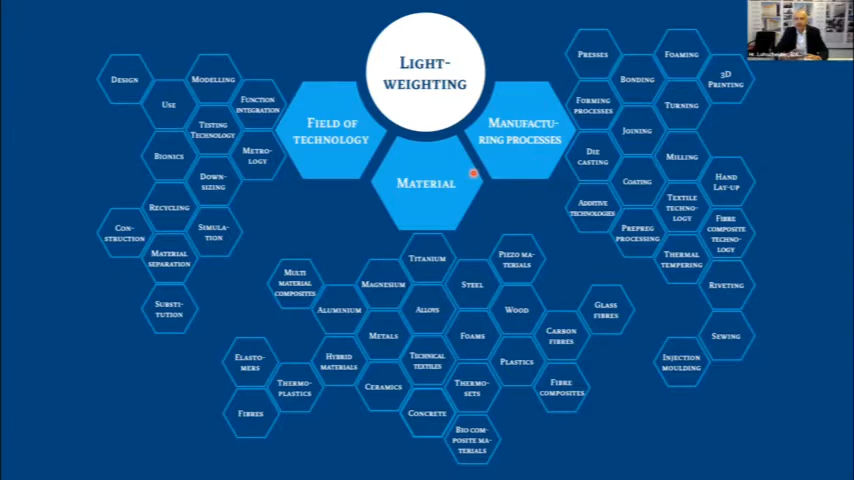 Light-
weighting
Field of
technology
Manufactu-
ring processes
Material
Design
Modelling
Use
Function
integration
Testing
Technology
Bionics
Metro-
logy
Down-
sizing
Recycling
Con-
struction
Simula-
tion
Material
separation
Substi-
tution
Presses
Foaming
Bonding
3D
Printing
Forming
processes
Turning
Joining
Die
casting
Milling
Coating
Hand
Lay-up
Additive
technologies
Textile
techno-
logy
Prepreg
processing
Fibre
composite
techno-
logy
Thermal
tempering
Riveting
Sewing
Injection
moulding
Titanium
Piezo ma-
terials
Multi
material
composites
Magnesium
Steel
Aluminium
Alloys
Wood
Glass
fibres
Metals
Foams
Carbon
fibres
Elasto-
mers
Hybrid
materials
Technical
textiles
Plastics
Thermo-
plastics
Ceramics
Thermo-
sets
Fibre
composites
Fibres
Concrete
Bio com-
posite ma-
terials